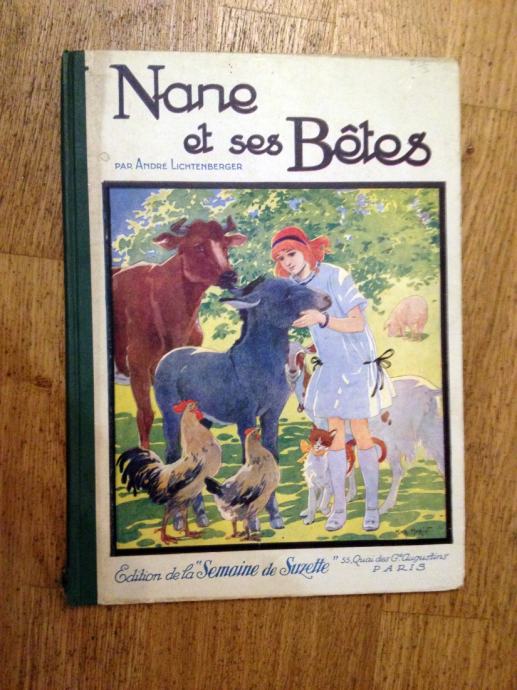 Nane
et ses Bêtes
PAR ANDRÉ LICHTENBERGER
Edition de la "Semaine de Suzette" 55, Quai des Gds Augustins
PARIS